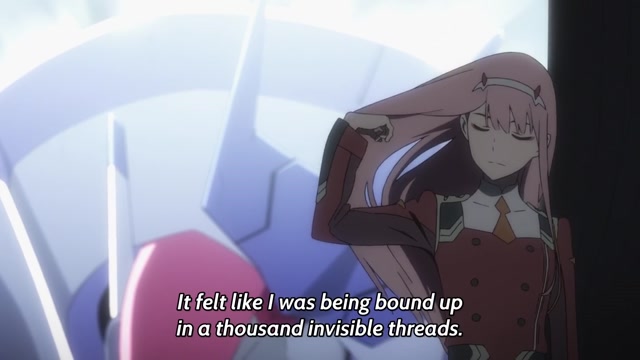 It felt like I was being bound up
in a thousand invisible threads.